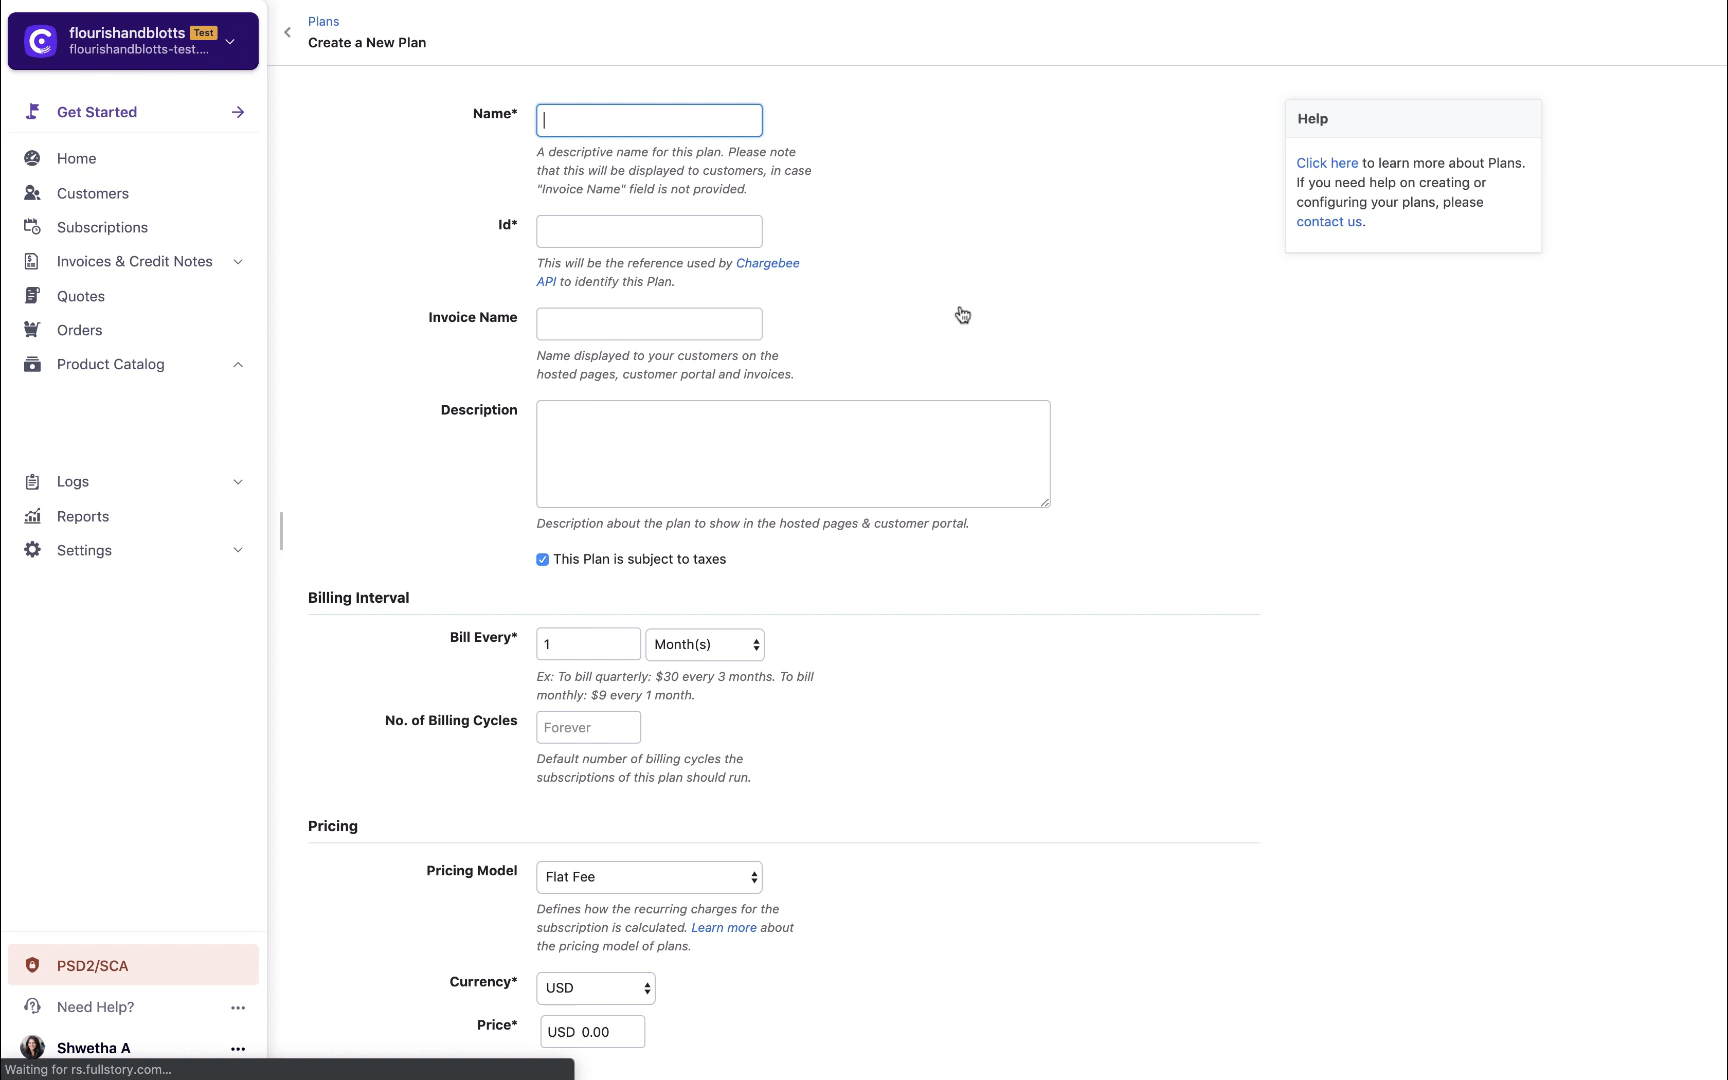 flourishandblotts Test
flourishandblotts-test....
Get Started
Home
Customers
Subscriptions
Invoices & Credit Notes
Quotes
Orders
Product Catalog
Logs
Reports
Settings
PSD2/SCA
Need Help?
Shwetha A
Waiting for rs.fullstory.com...
Plans
Create a New Plan
Name*
A descriptive name for this plan. Please note
that this will be displayed to customers, in case
"Invoice Name" field is not provided.
Id*
This will be the reference used by Chargebee
API to identify this Plan.
Invoice Name
Name displayed to your customers on the
hosted pages, customer portal and invoices.
Description
Description about the plan to show in the hosted pages & customer portal.
This Plan is subject to taxes
Billing Interval
Bill Every* 1 Month(s)
Ex: To bill quarterly: $30 every 3 months. To bill
monthly: $9 every 1 month.
No. of Billing Cycles Forever
Default number of billing cycles the
subscriptions of this plan should run.
Pricing
Pricing Model Flat Fee
Defines how the recurring charges for the
subscription is calculated. Learn more about
the pricing model of plans.
Currency* USD
Price* USD 0.00
Help
Click here to learn more about Plans.
If you need help on creating or
configuring your plans, please
contact us.